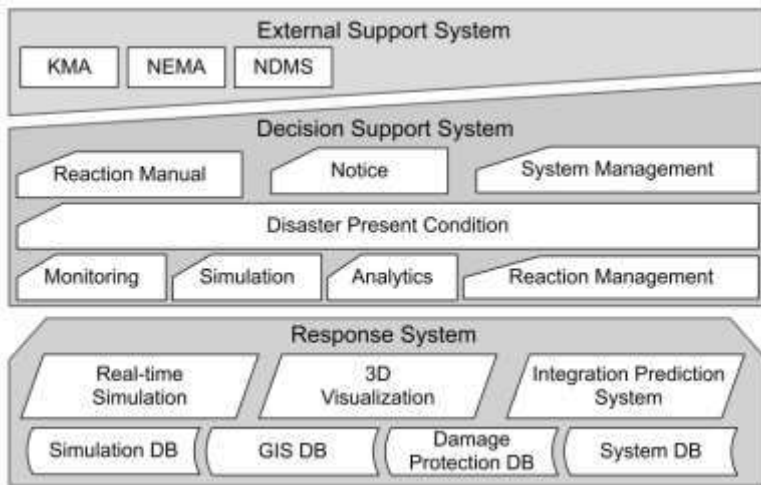 External Support System
KMA NEMA NDMS
Decision Support System
Reaction Manual Notice System Management
Disaster Present Condition
Monitoring Simulation Analytics Reaction Management
Response System
Real-time
Simulation
3D
Visualization
Integration Prediction
System
Simulation DB
GIS DB
Damage
Protection DB
System DB